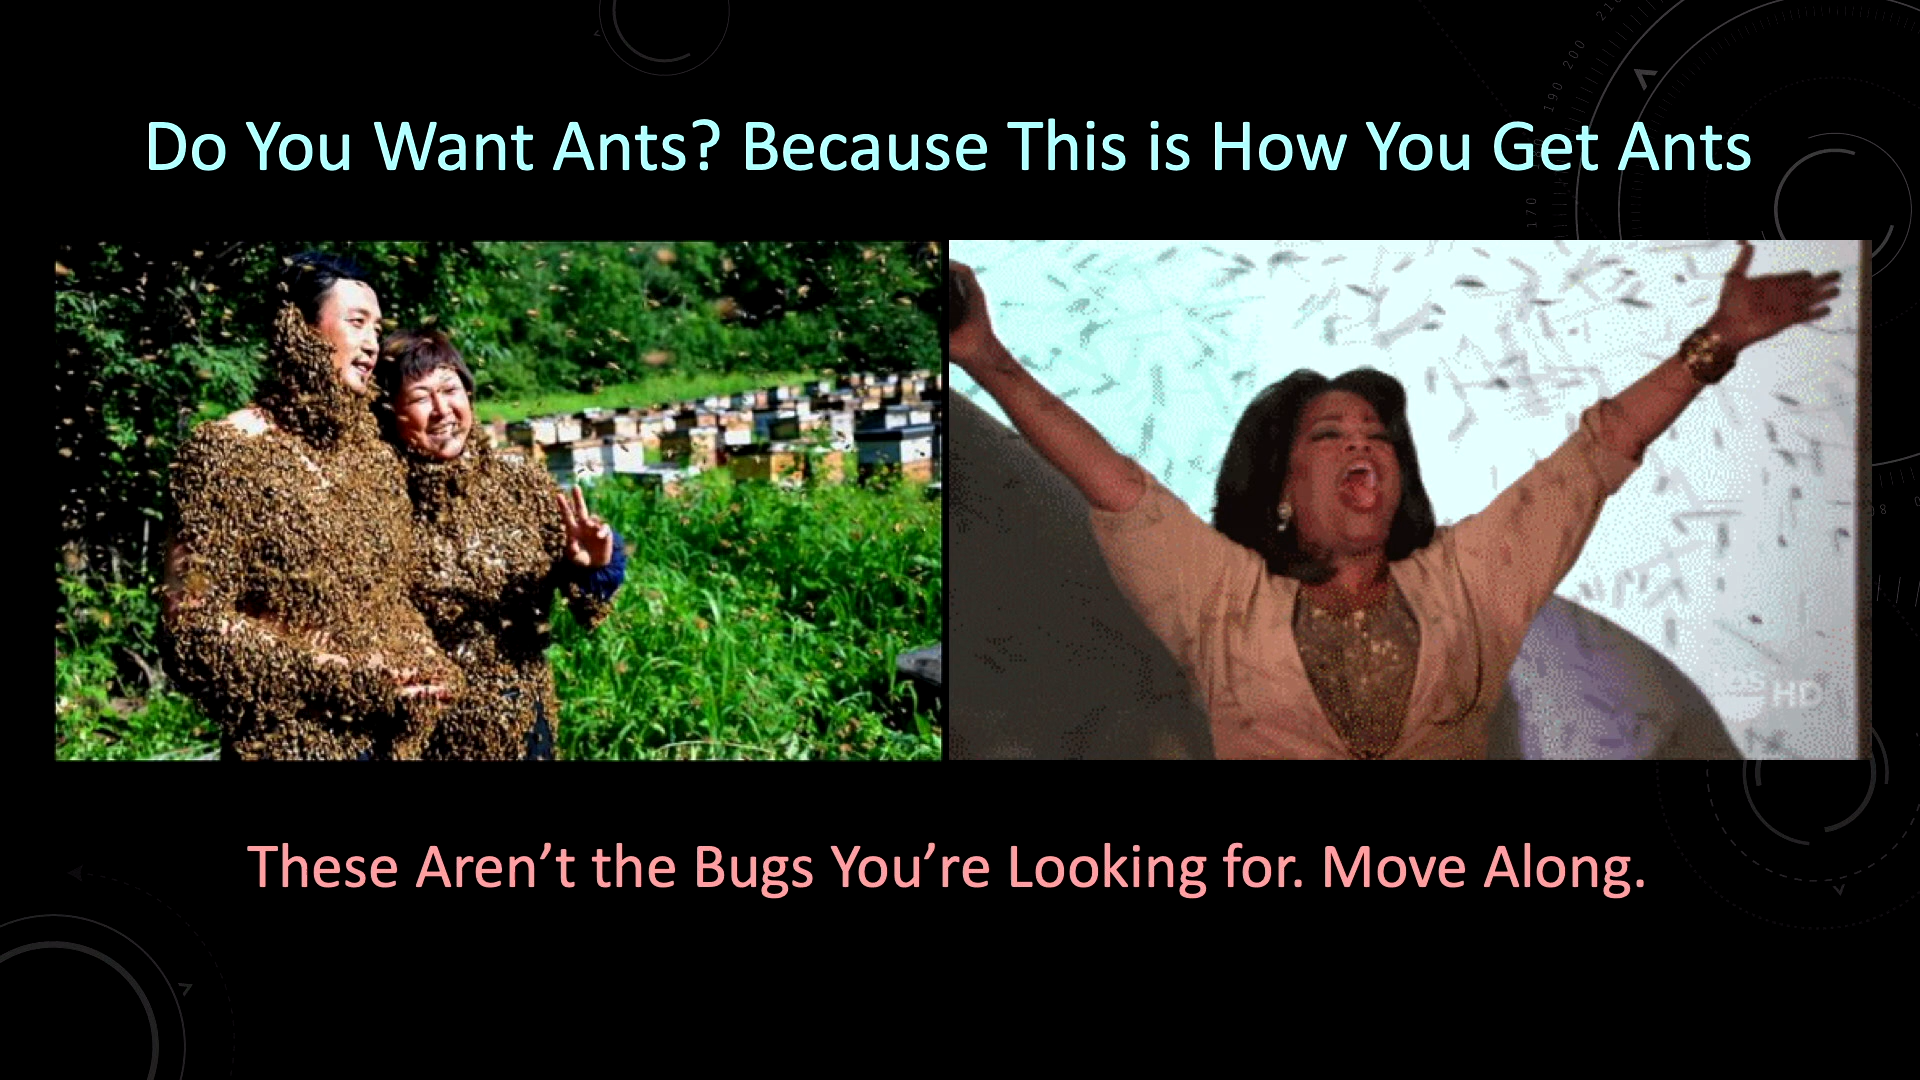 Do You Want Ants? Because This is How You Get Ants
HD
These Aren’t the Bugs You’re Looking for. Move Along.